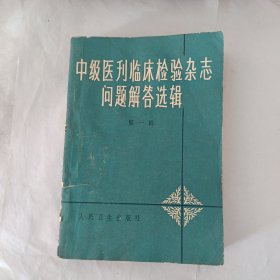 中级医刊临床检验杂志
问题解答选辑
第一辑
人民卫生出版社